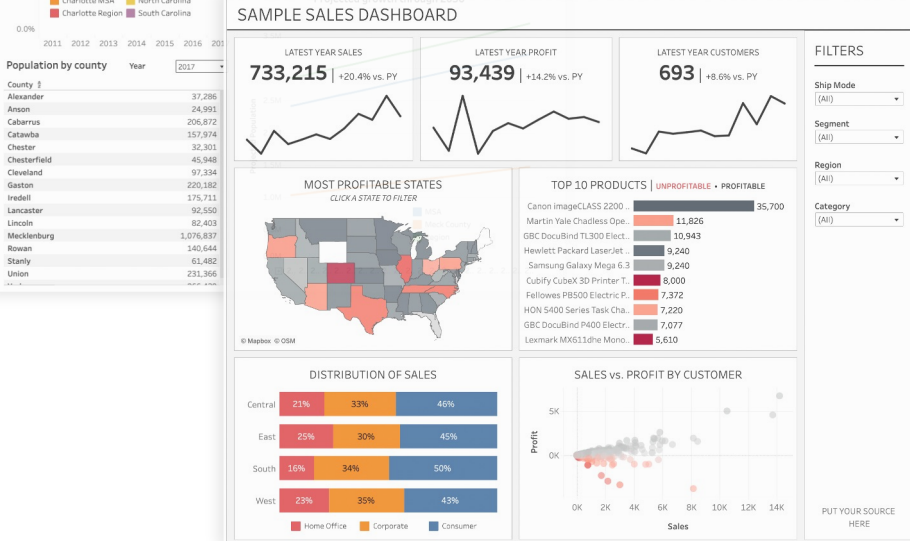 Charlotte MSA
North Carolina
Charlotte Region
South Carolina
0.0%
2011 2012 2013 2014 2015 2016
Population by county
Year
2017
County
Alexander 37,286
Anson 24,991
Cabarrus 206,872
Catawba 157,974
Chester 32,301
Chesterfield 45,948
Cleveland 97,334
Gaston 220,182
Iredell 175,711
Lancaster 92,550
Lincoln 82,403
Mecklenburg 1,076,837
Rowan 140,644
Stanly 61,482
Union 231,366
SAMPLE SALES DASHBOARD
LATEST YEAR SALES
733,215 | +20.4% vs. PY
LATEST YEAR PROFIT
93,439 | +14.2% vs. PY
LATEST YEAR CUSTOMERS
693 | +8.6% vs. PY
MOST PROFITABLE STATES
CLICK A STATE TO FILTER
© Mapbox © OSM
TOP 10 PRODUCTS | UNPROFITABLE • PROFITABLE
Canon imageCLASS 2200 .. 35,700
Martin Yale Chadless Ope.. 11,826
GBC DocuBind TL300 Elect.. 10,943
Hewlett Packard LaserJet .. 9,240
Samsung Galaxy Mega 6.3 9,240
Cubify CubeX 3D Printer T.. 8,000
Fellowes PB500 Electric P.. 7,372
HON 5400 Series Task Cha.. 7,220
GBC DocuBind P400 Electr.. 7,077
Lexmark MX611dhe Mono.. 5,610
DISTRIBUTION OF SALES
Central 21% 33% 46%
East 25% 30% 45%
South 16% 34% 50%
West 23% 35% 43%
Home Office Corporate Consumer
SALES vs. PROFIT BY CUSTOMER
Profit
5K
0K
0K 2K 4K 6K 8K 10K 12K 14K
Sales
FILTERS
Ship Mode
(All)
Segment
(All)
Region
(All)
Category
(All)
PUT YOUR SOURCE
HERE